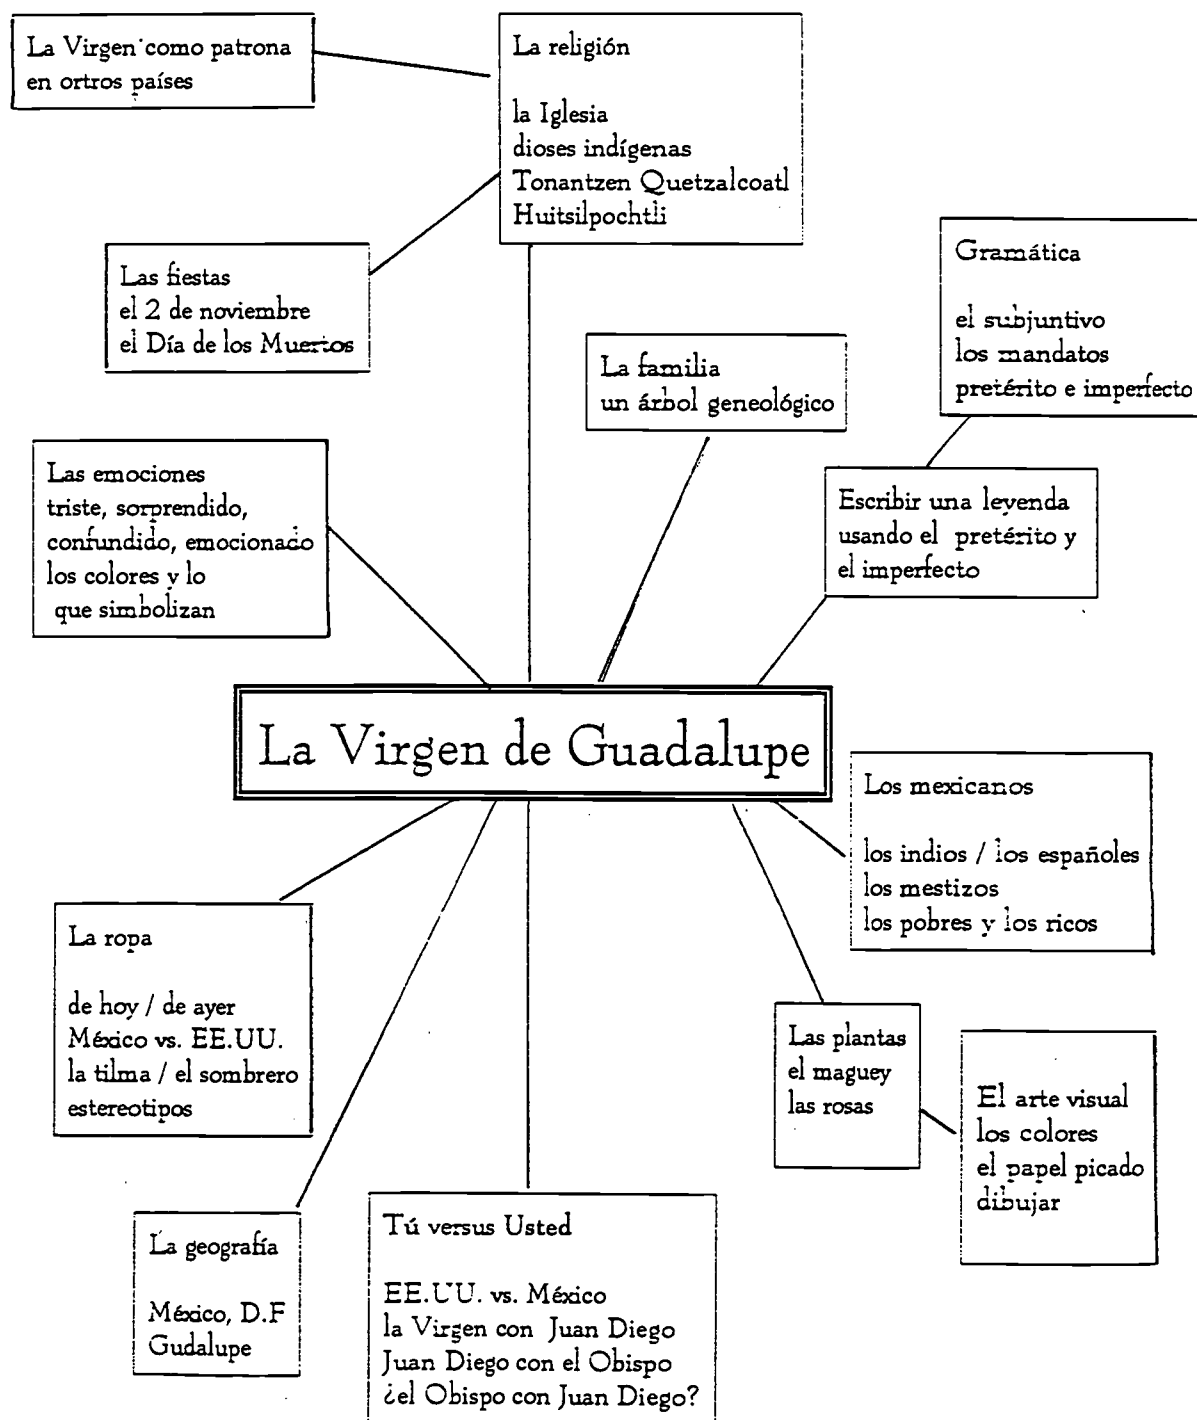 La Virgen como patrona
en ortros países
La religión
la Iglesia
dioses indígenas
Tonantzen Quetzalcoatl
Huitsilpochtli
Las fiestas
el 2 de noviembre
el Día de los Muertos
Gramática
el subjuntivo
los mandatos
pretérito e imperfecto
La familia
un árbol geneológico
Las emociones
triste, sorprendido,
confundido, emocionado
los colores y lo
que simbolizan
Escribir una leyenda
usando el pretérito y
el imperfecto
La Virgen de Guadalupe
Los mexicanos
los indios / los españoles
los mestizos
los pobres y los ricos
La ropa
de hoy / de ayer
México vs. EE.UU.
la tilma / el sombrero
estereotipos
Las plantas
el maguey
las rosas
El arte visual
los colores
el papel picado
dibujar
La geografía
México, D.F
Gudalupe
Tú versus Usted
EE.UU. vs. México
la Virgen con Juan Diego
Juan Diego con el Obispo
¿el Obispo con Juan Diego?